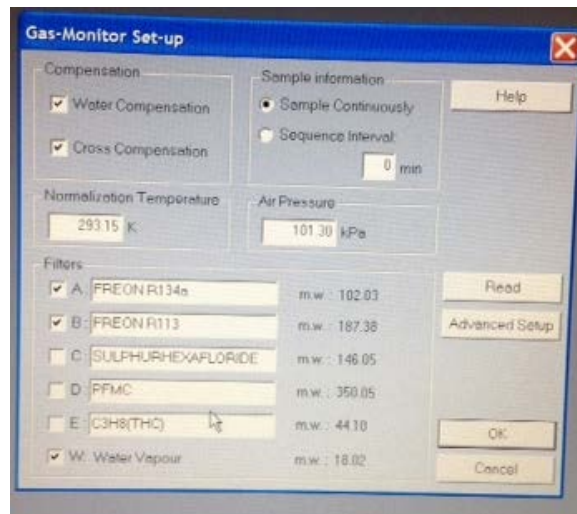 Gas-Monitor Set-up
Compensation
Water Compensation
Cross Compensation
Sample information
Sample Continuously
Sequence Interval:
0 min
Help
Normalization Temperature
293.15 K
Air Pressure
101.30 kPa
Filters
A: FREON R134a m.w.: 102.03
B: FREON R113 m.w.: 187.38
C: SULPHURHEXAFLORIDE m.w.: 146.05
D: PFMC m.w.: 350.05
E: C3H8(THC) m.w.: 44.10
W: Water Vapour m.w.: 18.02
Read
Advanced Setup
OK
Cancel